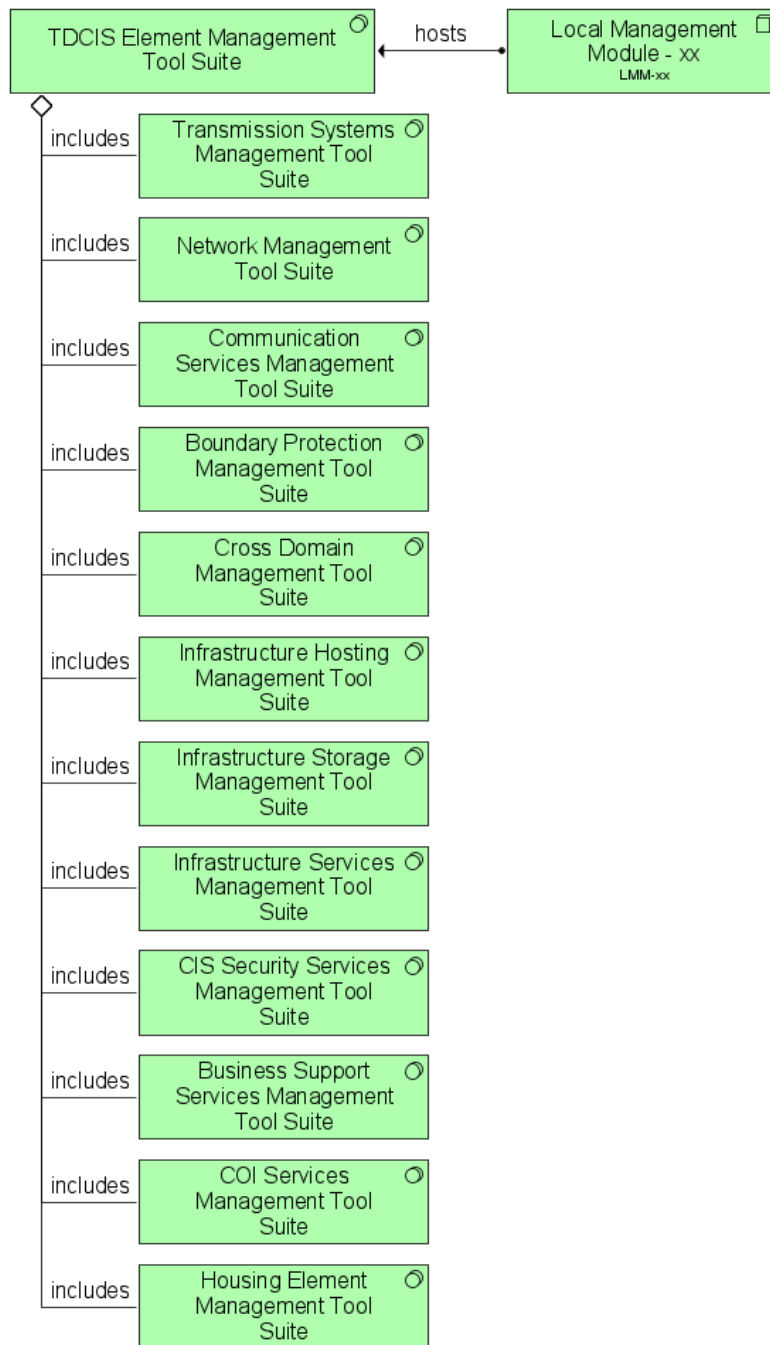 TDCIS Element Management
Tool Suite
hosts
Local Management
Module - xx
LMM-xx
includes
Transmission Systems
Management Tool
Suite
includes
Network Management
Tool Suite
includes
Communication
Services Management
Tool Suite
includes
Boundary Protection
Management Tool
Suite
includes
Cross Domain
Management Tool
Suite
includes
Infrastructure Hosting
Management Tool
Suite
includes
Infrastructure Storage
Management Tool
Suite
includes
Infrastructure Services
Management Tool
Suite
includes
CIS Security Services
Management Tool
Suite
includes
Business Support
Services Management
Tool Suite
includes
COI Services
Management Tool
Suite
includes
Housing Element
Management Tool
Suite